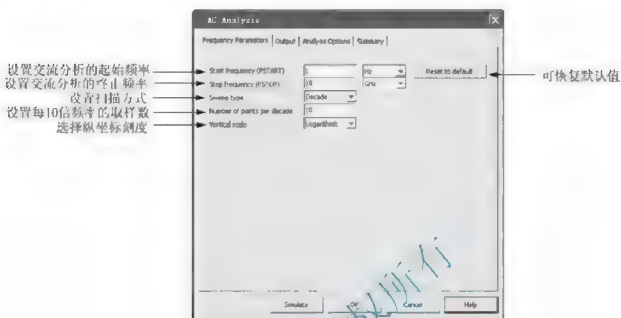 AC Analysis
Frequency Parameters | Output | Analysis Options | Summary
设置交流分析的起始频率 Start frequency (FSTART) 1 Hz Reset to default 可恢复默认值
设置交流分析的终止频率 Stop frequency (FSTOP) 10 GHz
设置扫描方式 Sweep type Decade
设置每10倍频率的取样数 Number of points per decade 10
选择纵坐标刻度 Vertical scale Logarithmic
Simulate OK Cancel Help